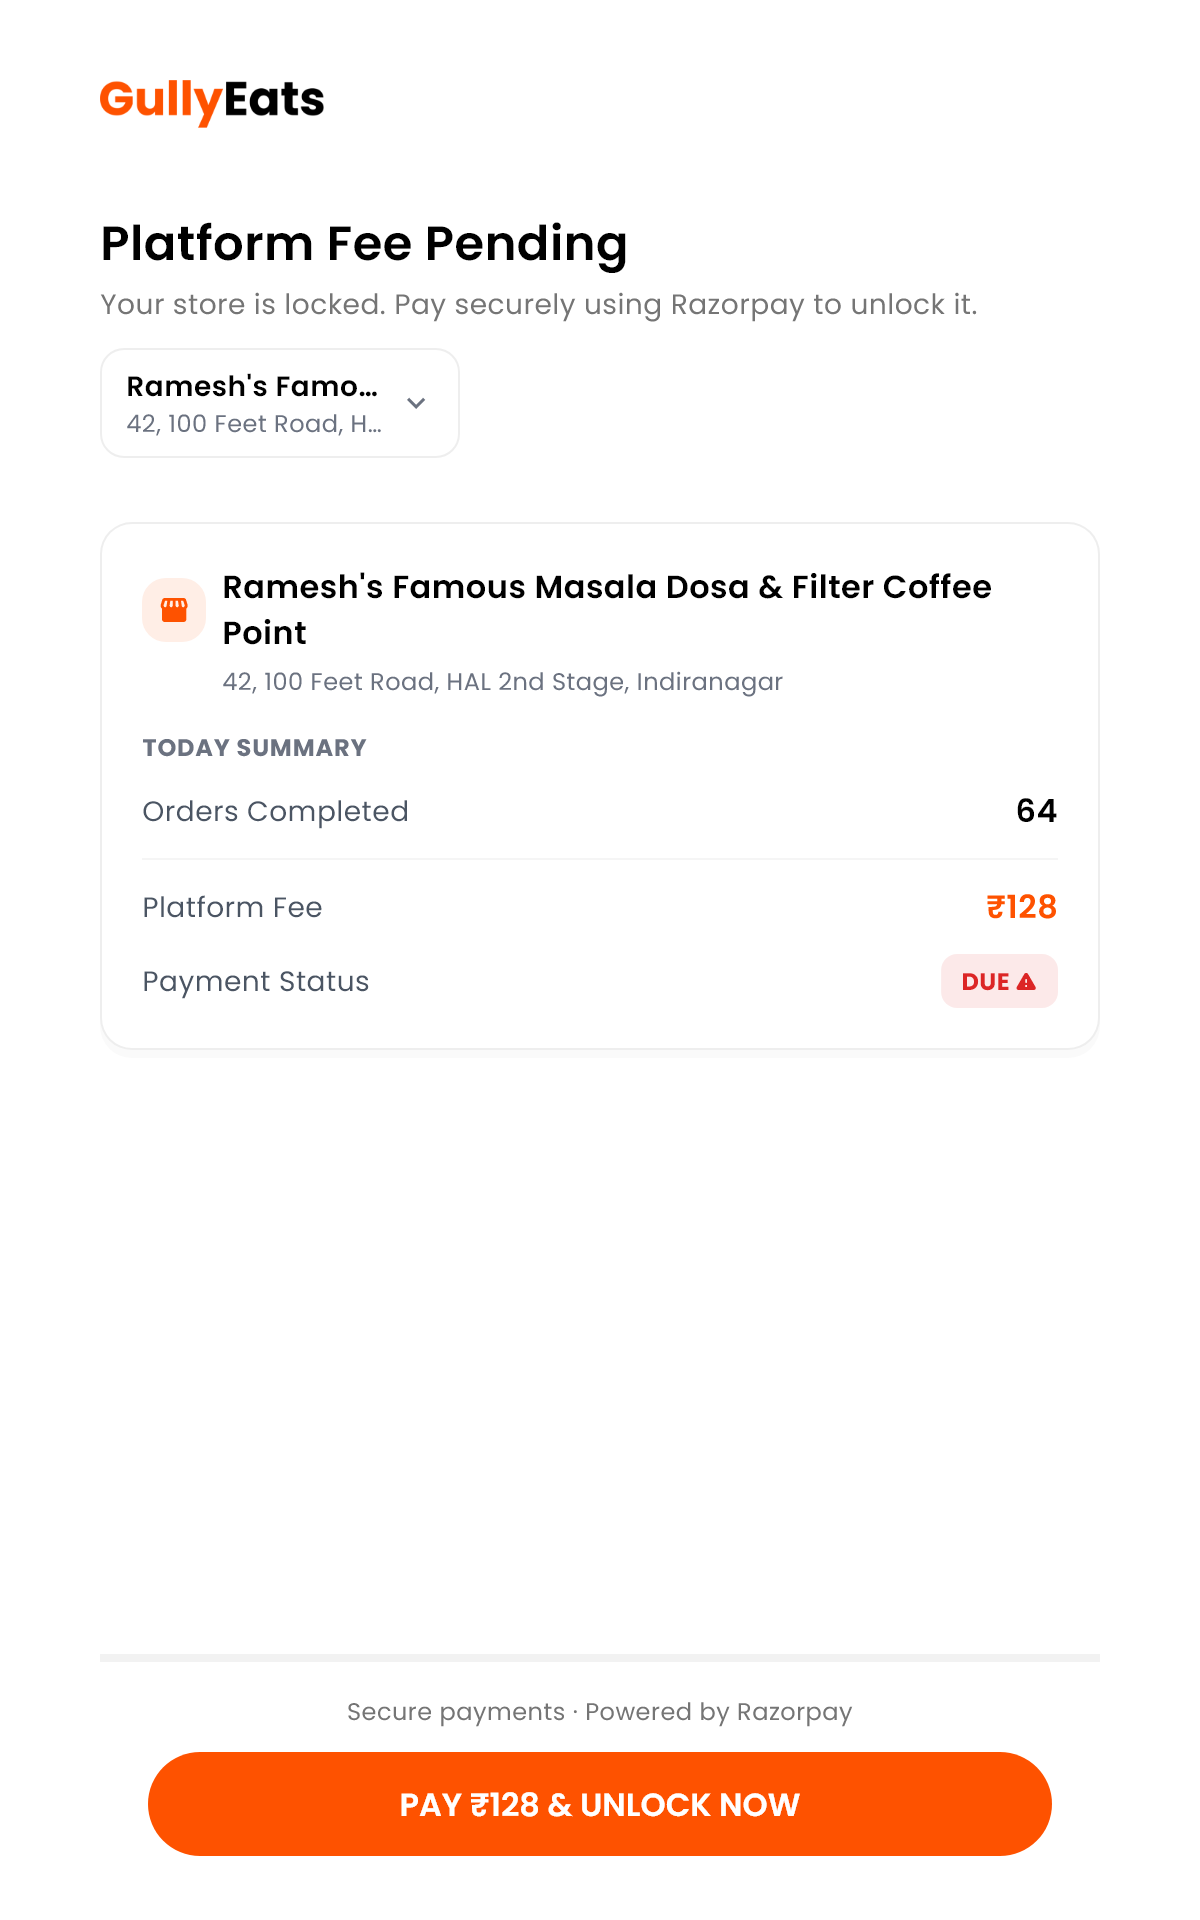 GullyEats
Platform Fee Pending
Your store is locked. Pay securely using Razorpay to unlock it.
Ramesh's Famo...
42, 100 Feet Road, H...
Ramesh's Famous Masala Dosa & Filter Coffee
Point
42, 100 Feet Road, HAL 2nd Stage, Indiranagar
TODAY SUMMARY
Orders Completed 64
Platform Fee ₹128
Payment Status DUE
Secure payments · Powered by Razorpay
PAY ₹128 & UNLOCK NOW